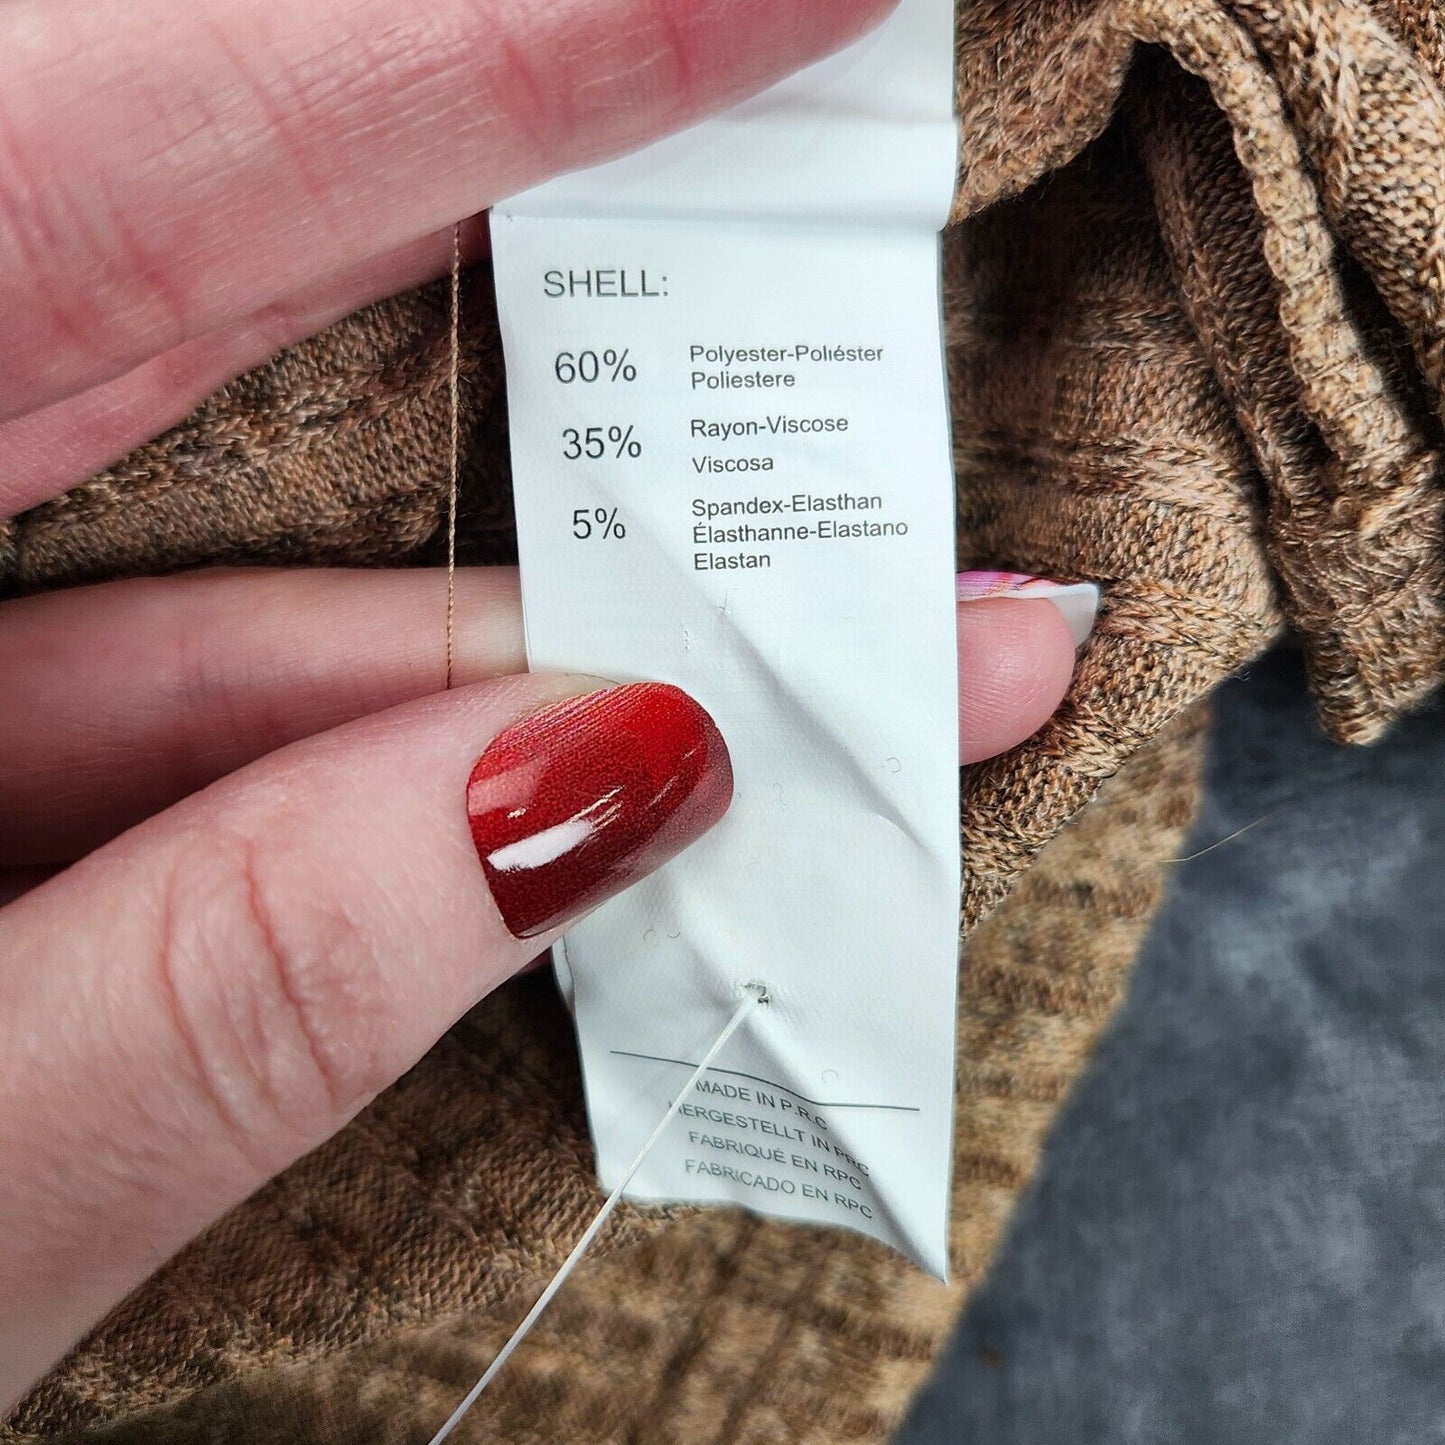 SHELL:
60% Polyester-Poliéster
Poliestere
35% Rayon-Viscose
Viscosa
5% Spandex-Elasthan
Élasthanne-Elastano
Elastan
MADE IN P.R.C
HERGESTELLT IN PRC
FABRIQUÉ EN RPC
FABRICADO EN RPC